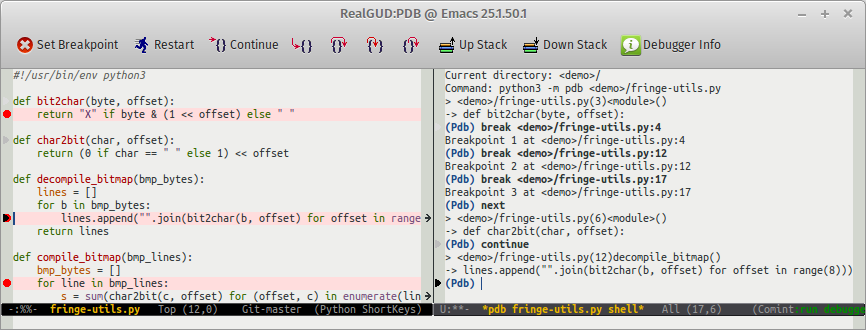 RealGUD:PDB @ Emacs 25.1.50.1
Set Breakpoint Restart Continue Up Stack Down Stack Debugger Info
#!/usr/bin/env python3
def bit2char(byte, offset):
    return "X" if byte & (1 << offset) else " "
def char2bit(char, offset):
    return (0 if char == " " else 1) << offset
def decompile_bitmap(bmp_bytes):
    lines = []
    for b in bmp_bytes:
        lines.append("".join(bit2char(b, offset) for offset in range
    return lines
def compile_bitmap(bmp_lines):
    bmp_bytes = []
    for line in bmp_lines:
        s = sum(char2bit(c, offset) for (offset, c) in enumerate(lin
-:%%- fringe-utils.py Top (12,0) Git-master (Python ShortKeys)
Current directory: <demo>/
Command: python3 -m pdb <demo>/fringe-utils.py
> <demo>/fringe-utils.py(3)<module>()
-> def bit2char(byte, offset):
(Pdb) break <demo>/fringe-utils.py:4
Breakpoint 1 at <demo>/fringe-utils.py:4
(Pdb) break <demo>/fringe-utils.py:12
Breakpoint 2 at <demo>/fringe-utils.py:12
(Pdb) break <demo>/fringe-utils.py:17
Breakpoint 3 at <demo>/fringe-utils.py:17
(Pdb) next
> <demo>/fringe-utils.py(6)<module>()
-> def char2bit(char, offset):
(Pdb) continue
> <demo>/fringe-utils.py(12)decompile_bitmap()
-> lines.append("".join(bit2char(b, offset) for offset in range(8)))
(Pdb)
U:**- *pdb fringe-utils.py shell* All (17,6) (Comint:run debugge